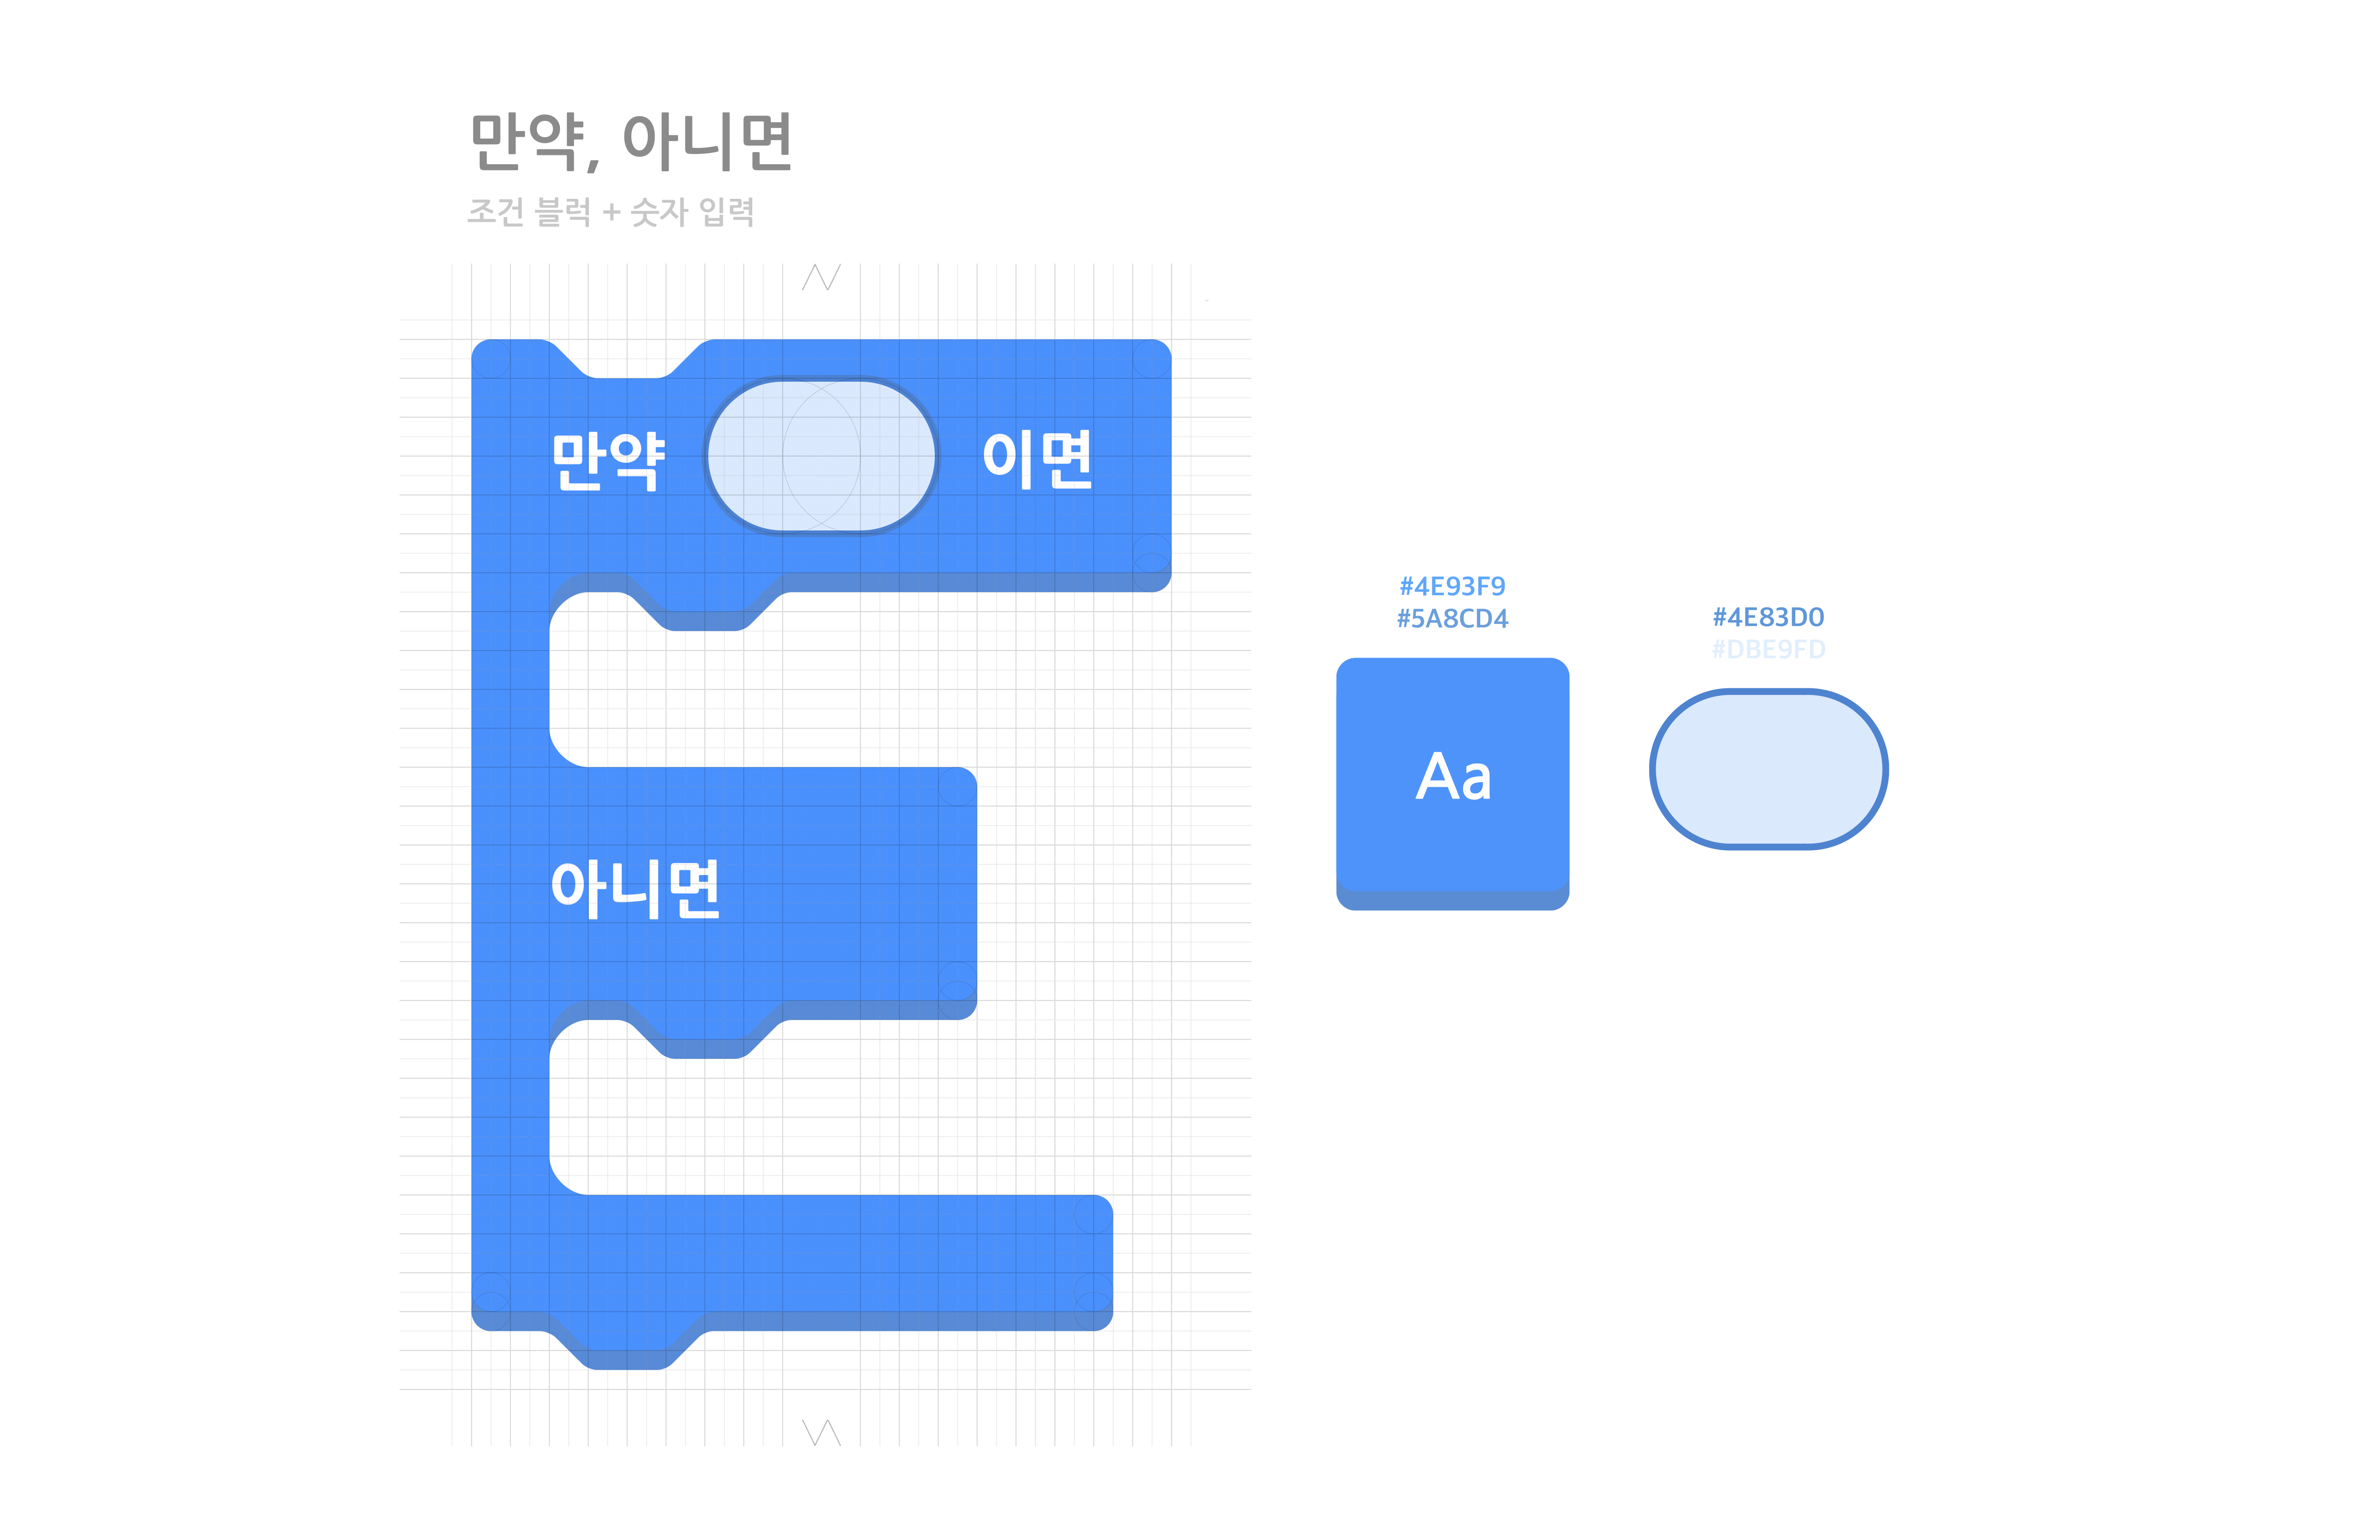 만약, 아니면
조건 블럭 + 숫자 입력
만약 이면
아니면
#4E93F9
#5A8CD4
Aa
#4E83D0
#DBE9FD